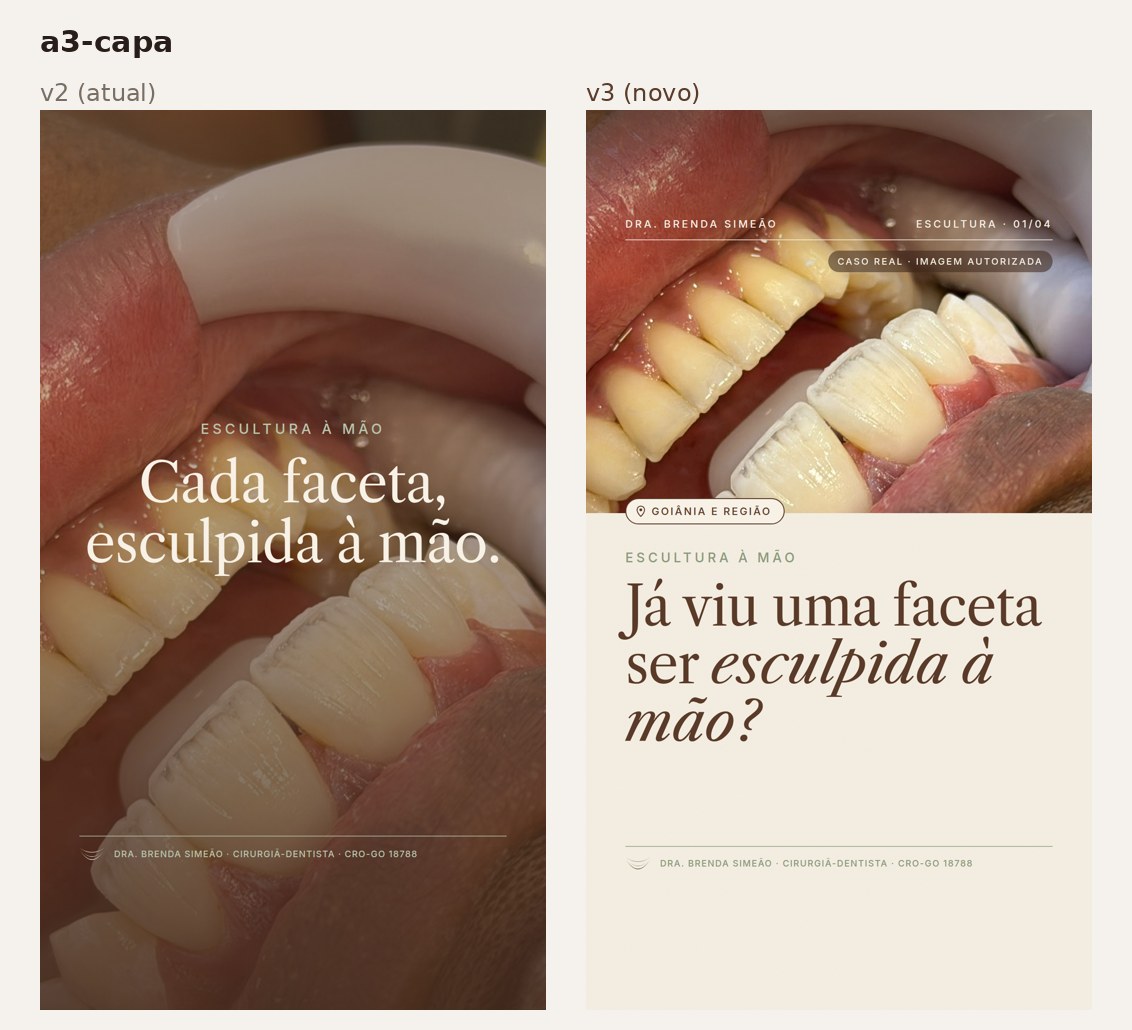 a3-capa
v2 (atual)
ESCULTURA À MÃO
Cada faceta,
esculpida à mão.
DRA. BRENDA SIMEÃO · CIRURGIÃ-DENTISTA · CRO-GO 18788
v3 (novo)
DRA. BRENDA SIMEÃO
ESCULTURA · 01/04
CASO REAL · IMAGEM AUTORIZADA
GOIÂNIA E REGIÃO
ESCULTURA À MÃO
Já viu uma faceta
ser esculpida à
mão?
DRA. BRENDA SIMEÃO · CIRURGIÃ-DENTISTA · CRO-GO 18788